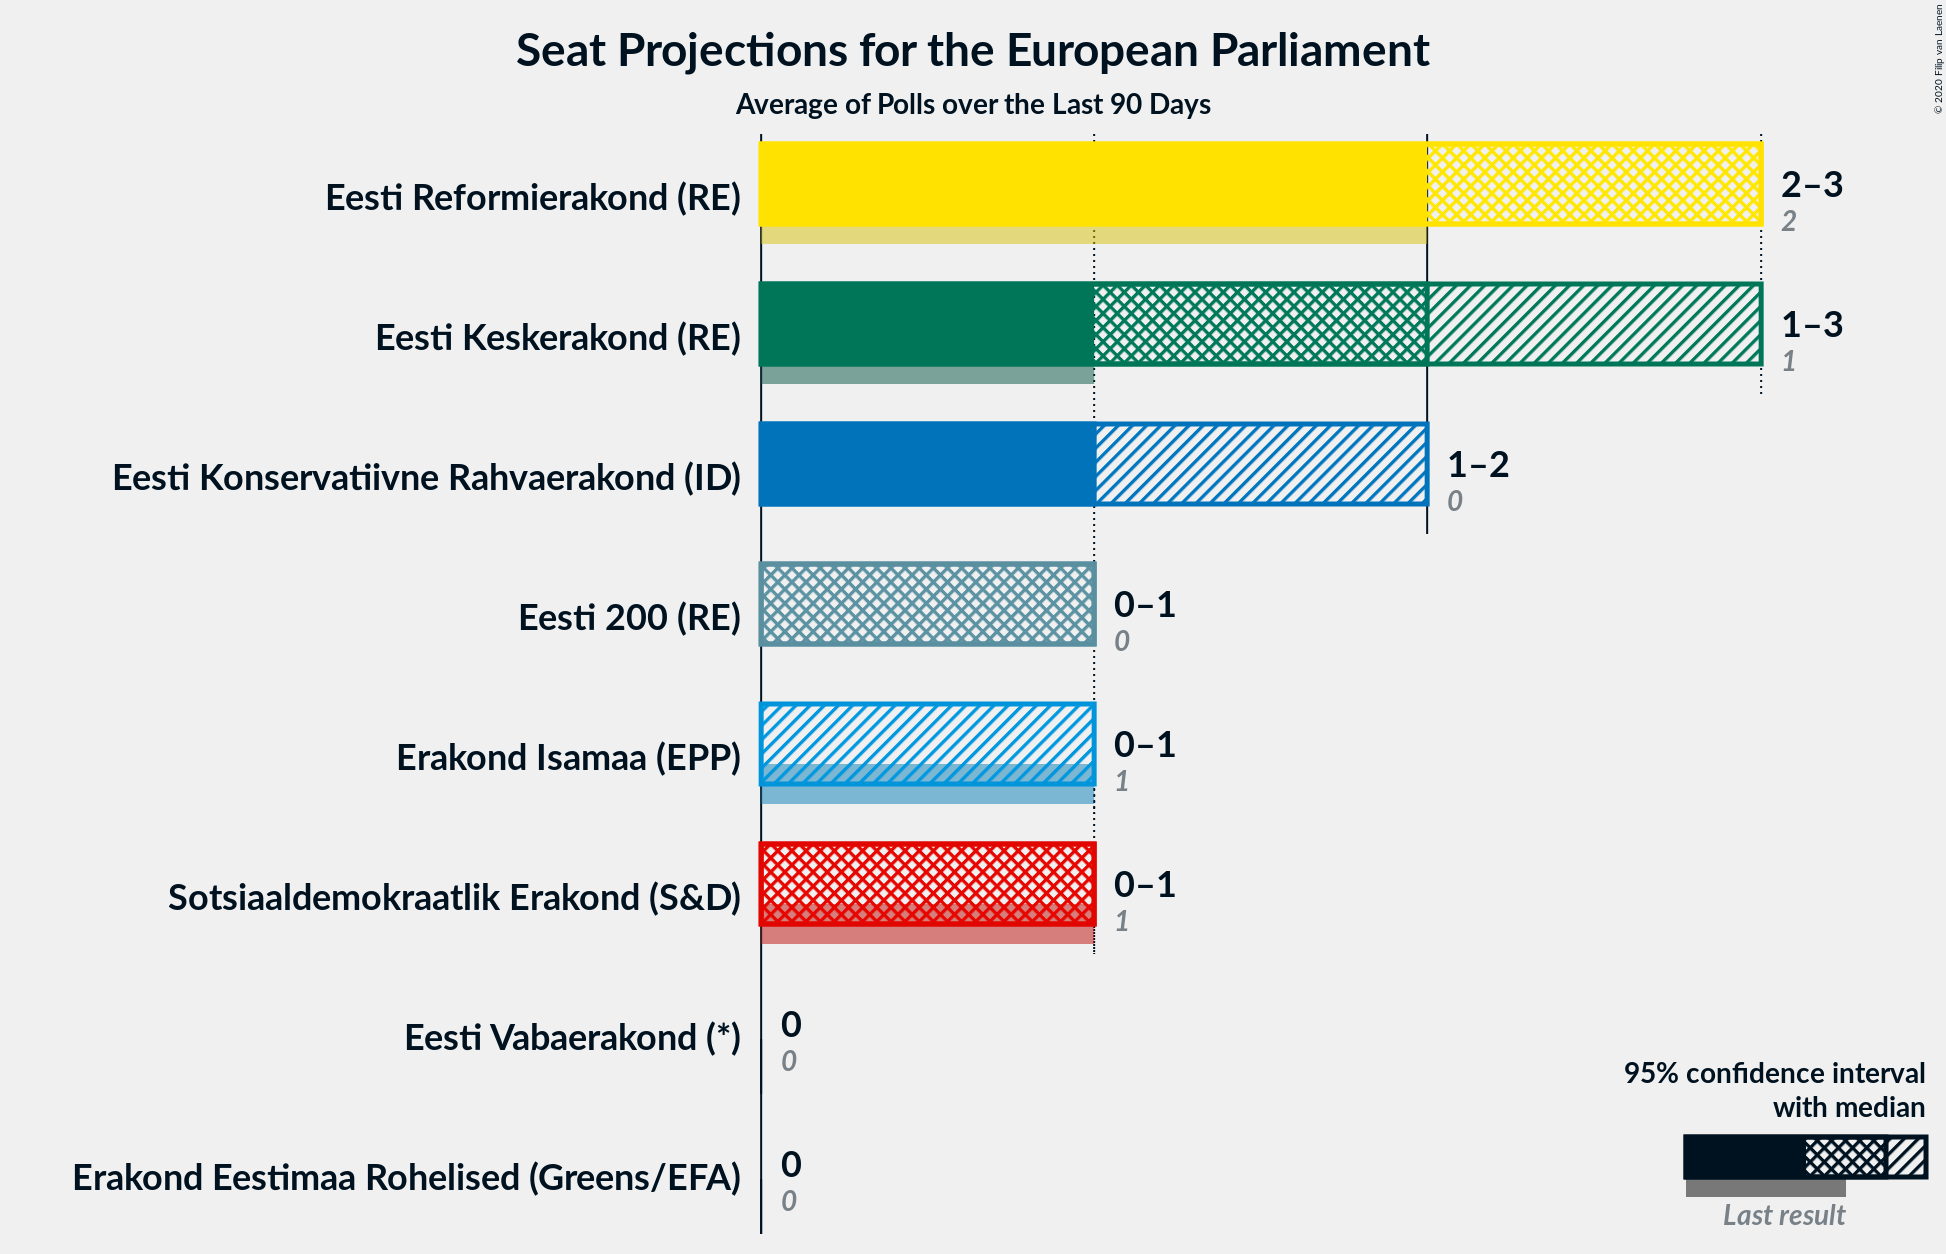 Seat Projections for the European Parliament
Average of Polls over the Last 90 Days
© 2020 Filip van Laenen
Eesti Reformierakond (RE)
2–3
2
Eesti Keskerakond (RE)
1–3
1
Eesti Konservatiivne Rahvaerakond (ID)
1–2
0
Eesti 200 (RE)
0–1
0
Erakond Isamaa (EPP)
0–1
1
Sotsiaaldemokraatlik Erakond (S&D)
0–1
1
Eesti Vabaerakond (*)
0
0
Erakond Eestimaa Rohelised (Greens/EFA)
0
0
95% confidence interval
with median
Last result